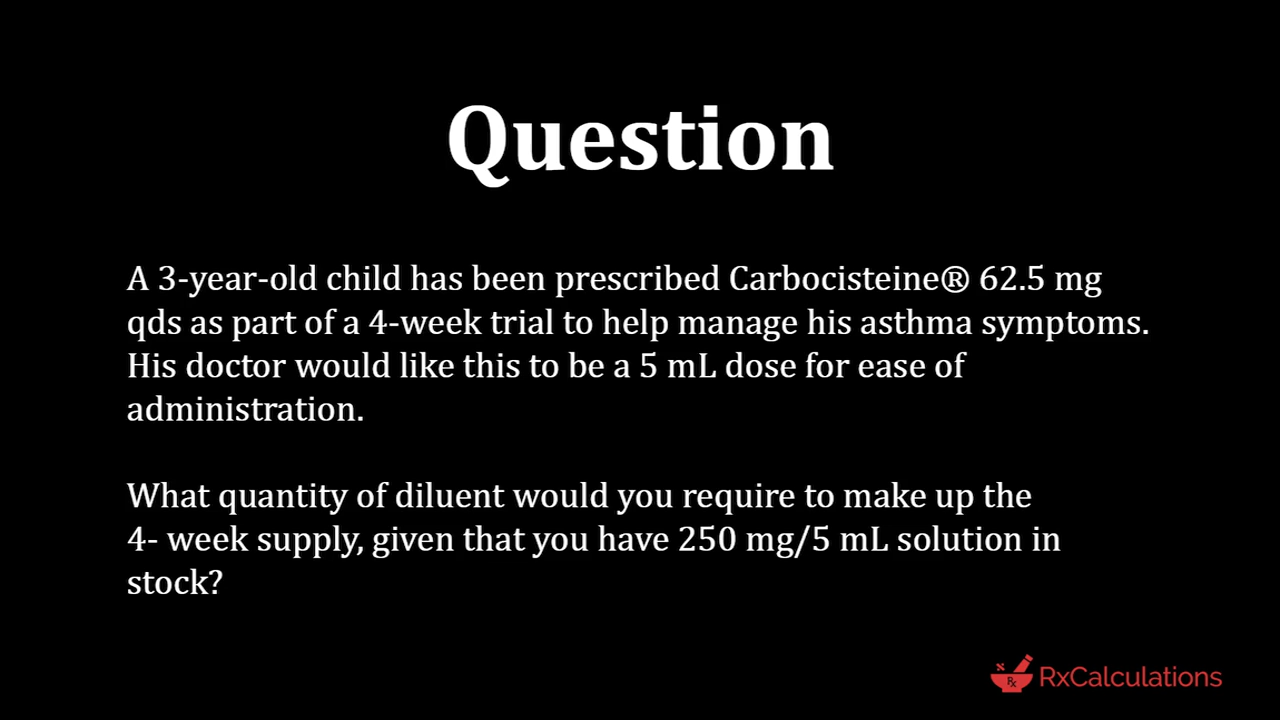 Question
A 3-year-old child has been prescribed Carbocisteine® 62.5 mg
qds as part of a 4-week trial to help manage his asthma symptoms.
His doctor would like this to be a 5 mL dose for ease of
administration.
What quantity of diluent would you require to make up the
4- week supply, given that you have 250 mg/5 mL solution in
stock?
Rx
RxCalculations